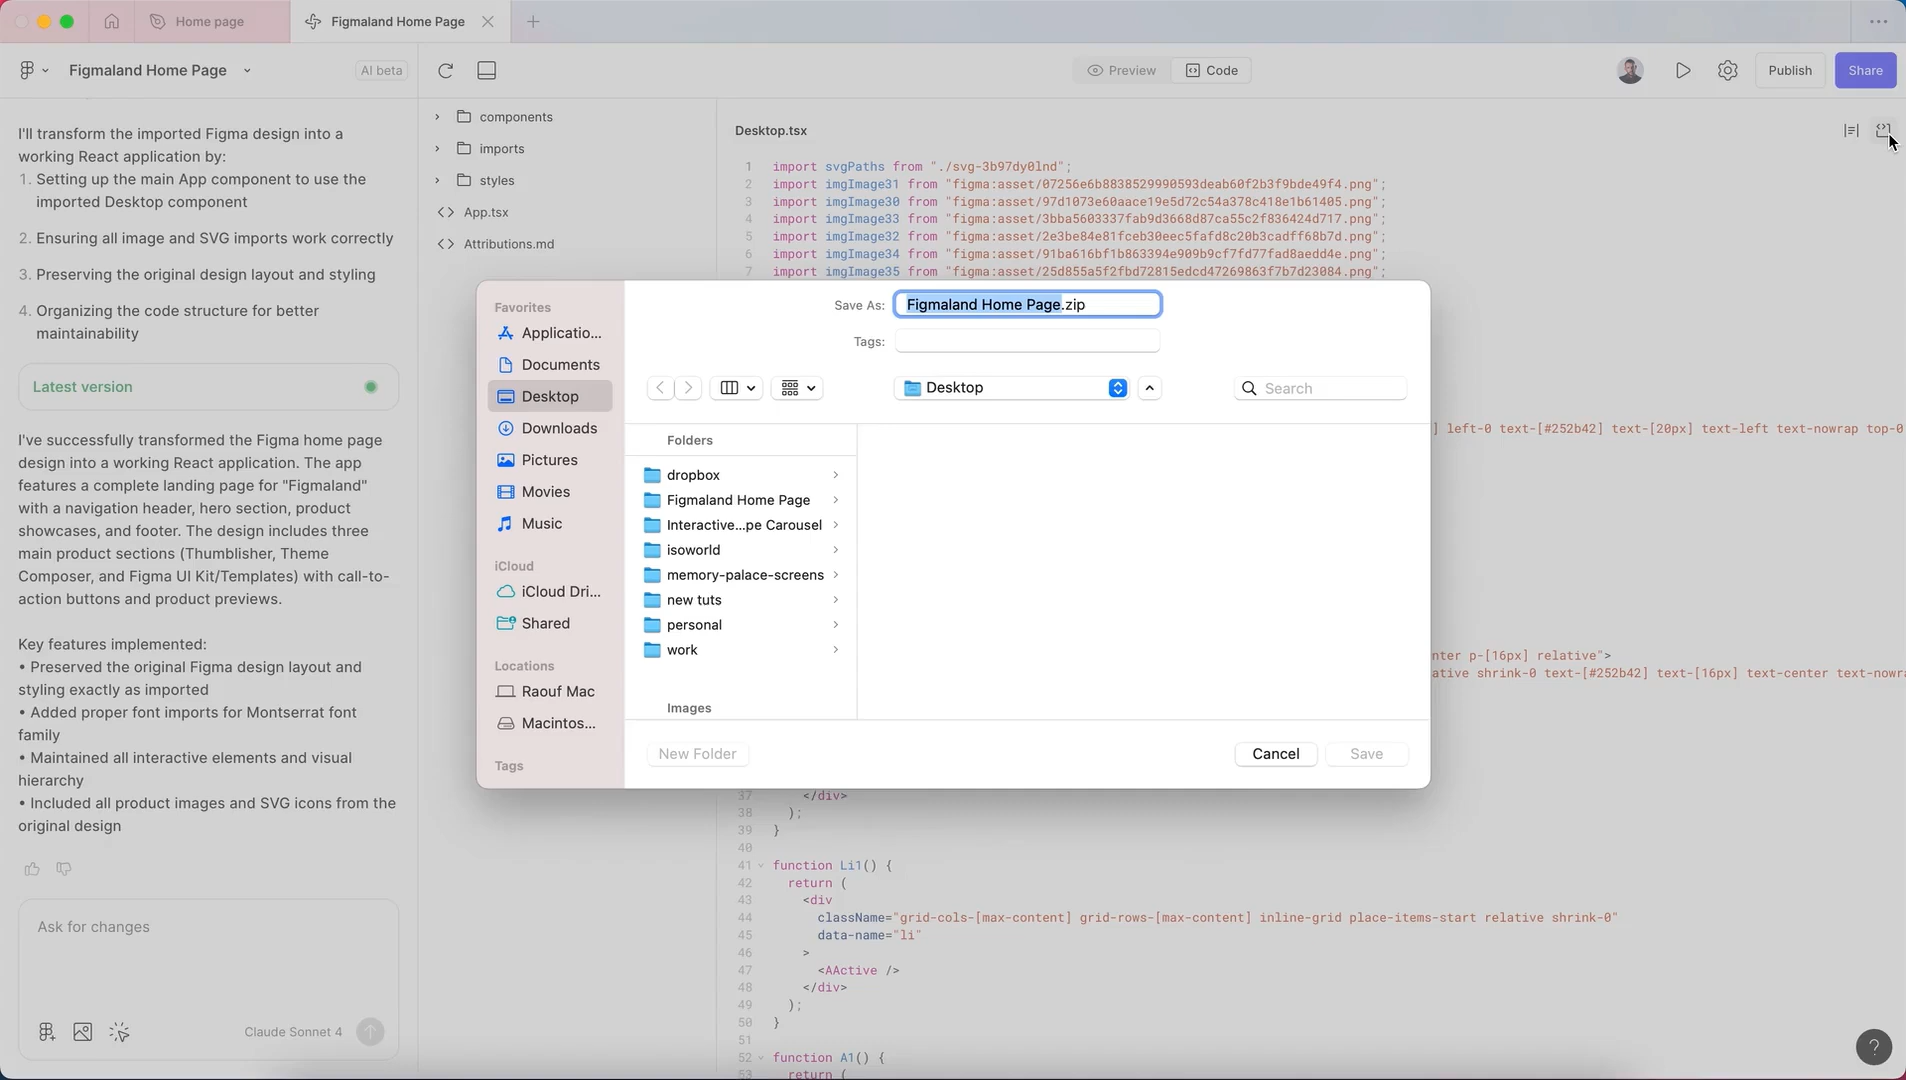 Home page
Figmaland Home Page
Figmaland Home Page
AI beta
Preview
Code
Publish
Share
I'll transform the imported Figma design into a
working React application by:
1. Setting up the main App component to use the
imported Desktop component
2. Ensuring all image and SVG imports work correctly
3. Preserving the original design layout and styling
4. Organizing the code structure for better
maintainability
Latest version
I've successfully transformed the Figma home page
design into a working React application. The app
features a complete landing page for "Figmaland"
with a navigation header, hero section, product
showcases, and footer. The design includes three
main product sections (Thumblisher, Theme
Composer, and Figma UI Kit/Templates) with call-to-
action buttons and product previews.
Key features implemented:
• Preserved the original Figma design layout and
styling exactly as imported
• Added proper font imports for Montserrat font
family
• Maintained all interactive elements and visual
hierarchy
• Included all product images and SVG icons from the
original design
Ask for changes
Claude Sonnet 4
components
imports
styles
App.tsx
Attributions.md
Desktop.tsx
1 import svgPaths from "./svg-3b97dy0lnd";
2 import imgImage31 from "figma:asset/07256e6b8838529990593deab60f2b3f9bde49f4.png";
3 import imgImage30 from "figma:asset/97d1073e60aace19e5d72c54a378c418e1b61405.png";
4 import imgImage33 from "figma:asset/3bba5603337fab9d3668d87ca55c2f836424d717.png";
5 import imgImage32 from "figma:asset/2e3be84e81fceb30eec5fafd8c20b3cadff68b7d.png";
6 import imgImage34 from "figma:asset/91ba616bf1b863394e909b9cf7fd77fad8aedd4e.png";
7 import imgImage35 from "figma:asset/25d855a5f2fbd72815edcd47269863f7b7d23084.png";
] left-0 text-[#252b42] text-[20px] text-left text-nowrap top-0
nter p-[16px] relative">
ative shrink-0 text-[#252b42] text-[16px] text-center text-nowra
37 </div>
38 );
39 }
40
41 function Li1() {
42 return (
43 <div
44 className="grid-cols-[max-content] grid-rows-[max-content] inline-grid place-items-start relative shrink-0"
45 data-name="li"
46 >
47 <AActive />
48 </div>
49 );
50 }
51
52 function A1() {
53 return (
Favorites
Applicatio...
Documents
Desktop
Downloads
Pictures
Movies
Music
iCloud
iCloud Dri...
Shared
Locations
Raouf Mac
Macintos...
Tags
Save As: Figmaland Home Page.zip
Tags:
Desktop
Search
Folders
dropbox
Figmaland Home Page
Interactive...pe Carousel
isoworld
memory-palace-screens
new tuts
personal
work
Images
New Folder
Cancel
Save
?